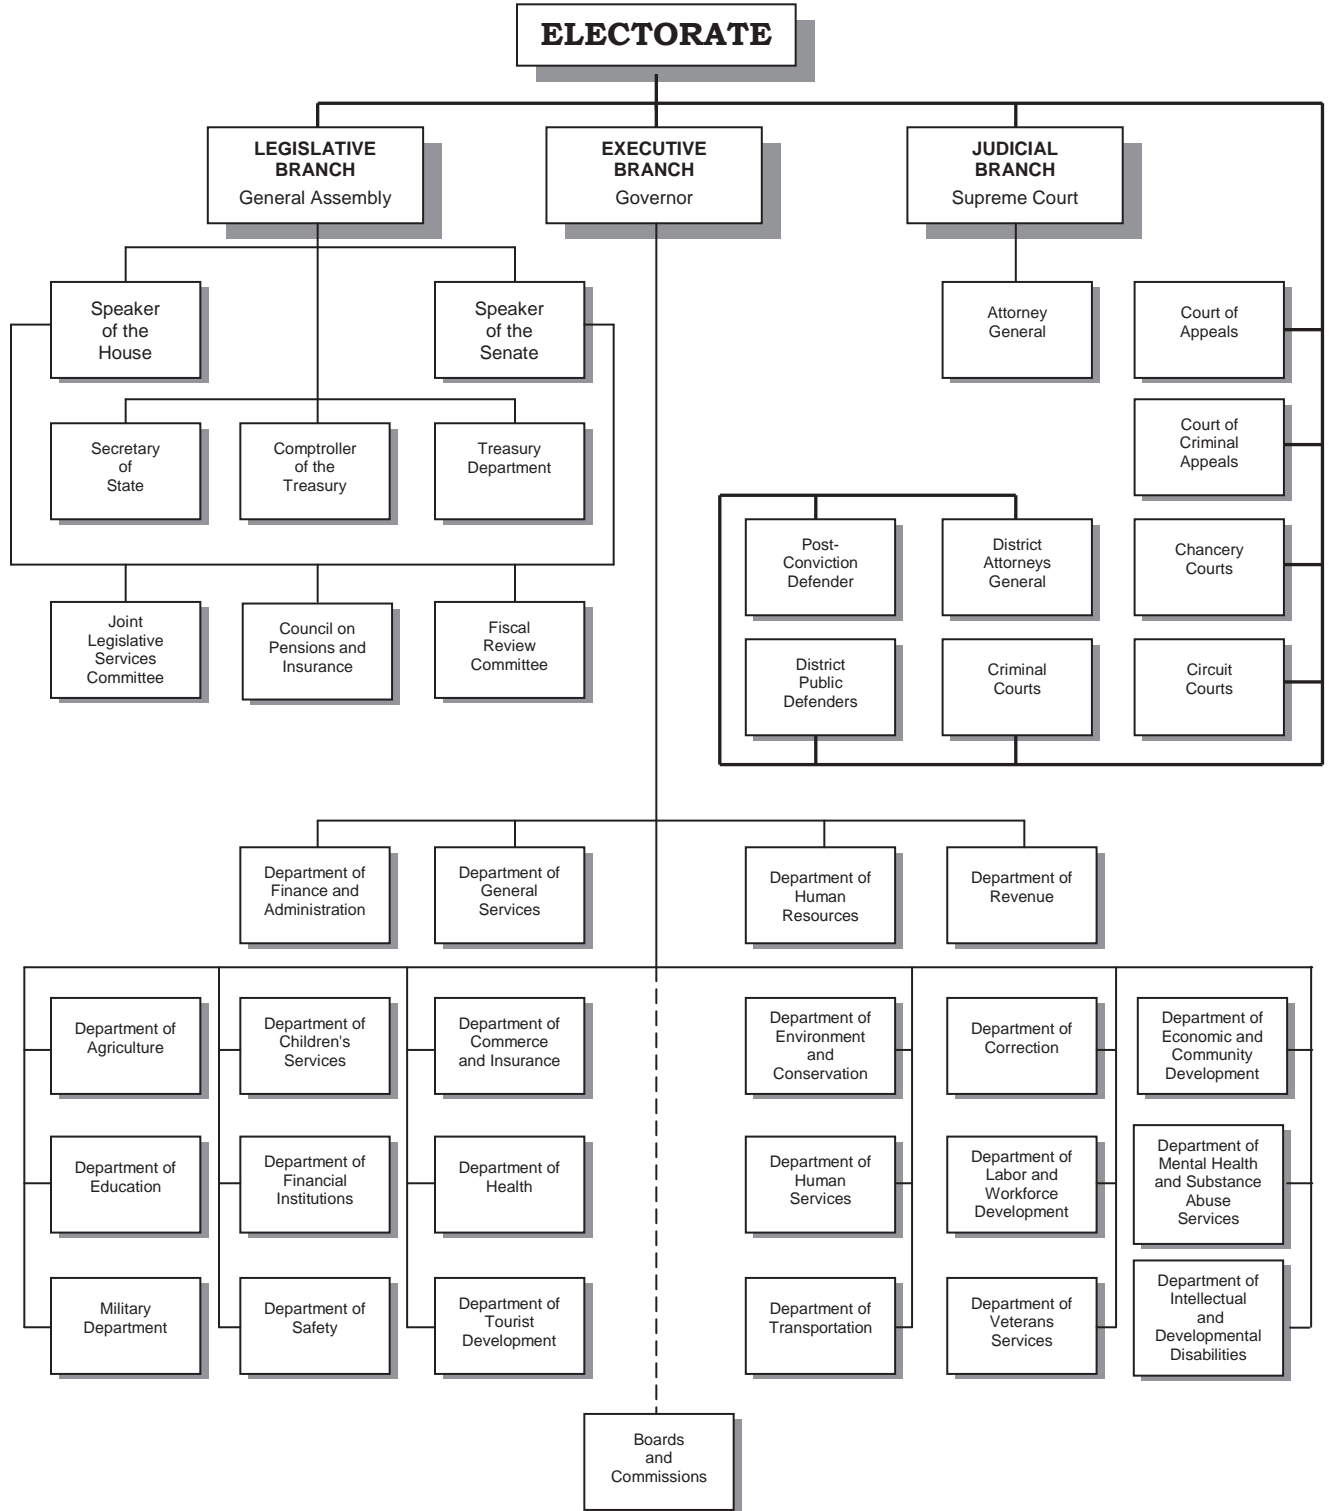 ELECTORATE
LEGISLATIVE
BRANCH
General Assembly
EXECUTIVE
BRANCH
Governor
JUDICIAL
BRANCH
Supreme Court
Speaker
of the
House
Speaker
of the
Senate
Attorney
General
Court of
Appeals
Secretary
of
State
Comptroller
of the
Treasury
Treasury
Department
Court of
Criminal
Appeals
Post-
Conviction
Defender
District
Attorneys
General
Chancery
Courts
Joint
Legislative
Services
Committee
Council on
Pensions and
Insurance
Fiscal
Review
Committee
District
Public
Defenders
Criminal
Courts
Circuit
Courts
Department of
Finance and
Administration
Department of
General
Services
Department of
Human
Resources
Department of
Revenue
Department of
Agriculture
Department of
Children's
Services
Department of
Commerce
and Insurance
Department of
Environment
and
Conservation
Department of
Correction
Department of
Economic and
Community
Development
Department of
Education
Department of
Financial
Institutions
Department of
Health
Department of
Human
Services
Department of
Labor and
Workforce
Development
Department of
Mental Health
and Substance
Abuse
Services
Military
Department
Department of
Safety
Department of
Tourist
Development
Department of
Transportation
Department of
Veterans
Services
Department of
Intellectual
and
Developmental
Disabilities
Boards
and
Commissions